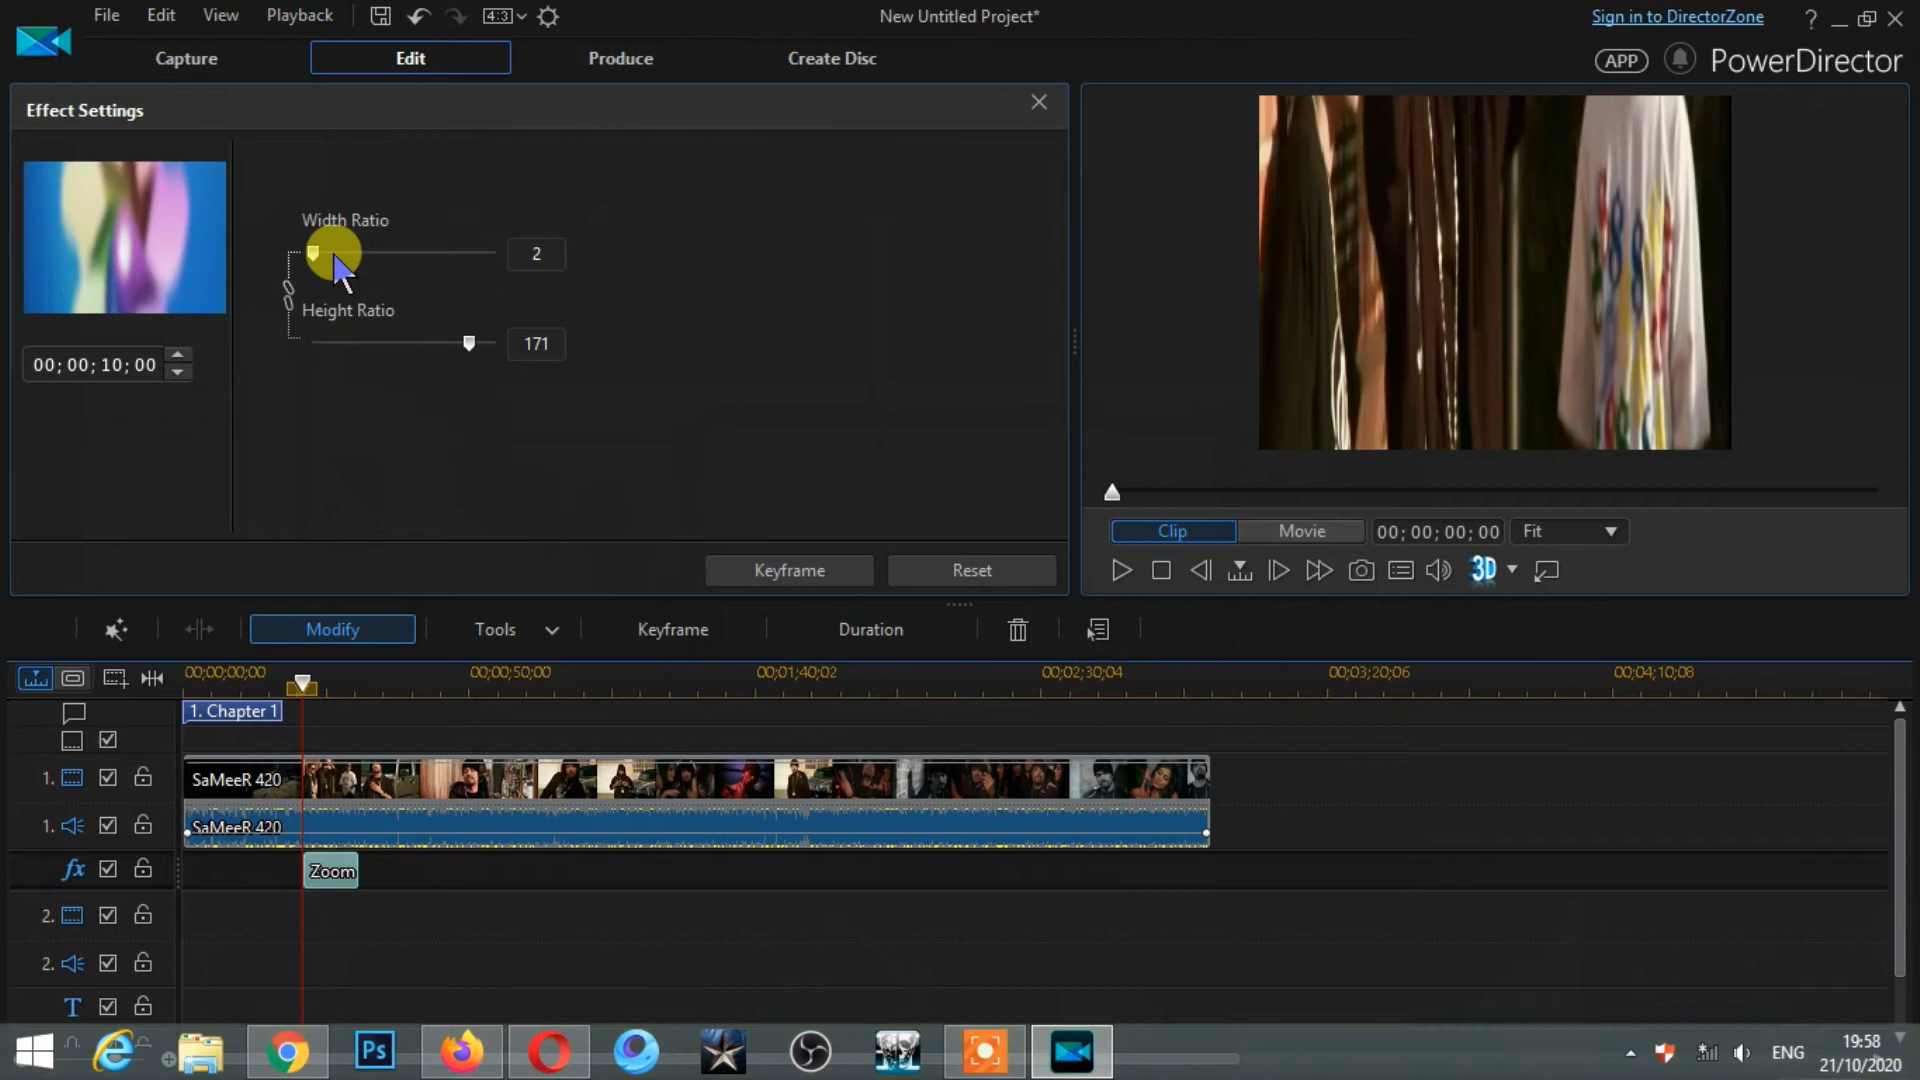 File Edit View Playback 4:3 New Untitled Project* Sign in to DirectorZone ?
Capture Edit Produce Create Disc APP PowerDirector
Effect Settings
Width Ratio
2
Height Ratio
171
00;00;10;00
Keyframe Reset
Clip Movie 00;00;00;00 Fit
3D
Modify Tools Keyframe Duration
00;00;00;00 00;00;50;00 00;01;40;02 00;02;30;04 00;03;20;06 00;04;10;08
1. Chapter 1
1. SaMeeR 420
1. SaMeeR 420
fx Zoom
2.
2.
T
Ps ENG 19:58
21/10/2020